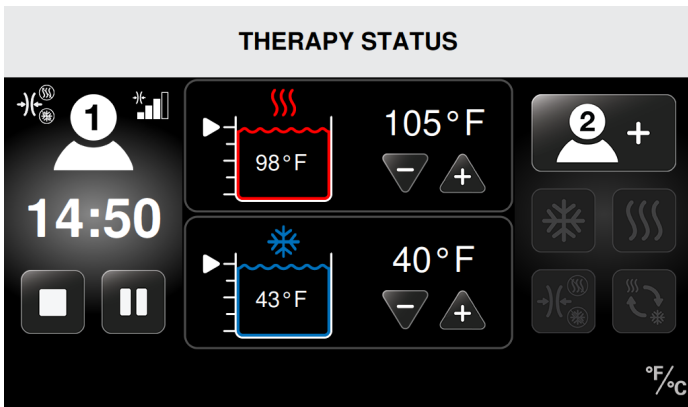 THERAPY STATUS
1
14:50
98°F
105°F
43°F
40°F
2 +
°F/°C